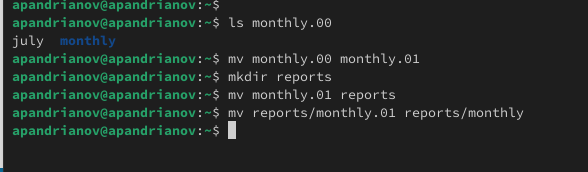 apandrianov@apandrianov:~$
apandrianov@apandrianov:~$ ls monthly.00
july  monthly
apandrianov@apandrianov:~$ mv monthly.00 monthly.01
apandrianov@apandrianov:~$ mkdir reports
apandrianov@apandrianov:~$ mv monthly.01 reports
apandrianov@apandrianov:~$ mv reports/monthly.01 reports/monthly
apandrianov@apandrianov:~$